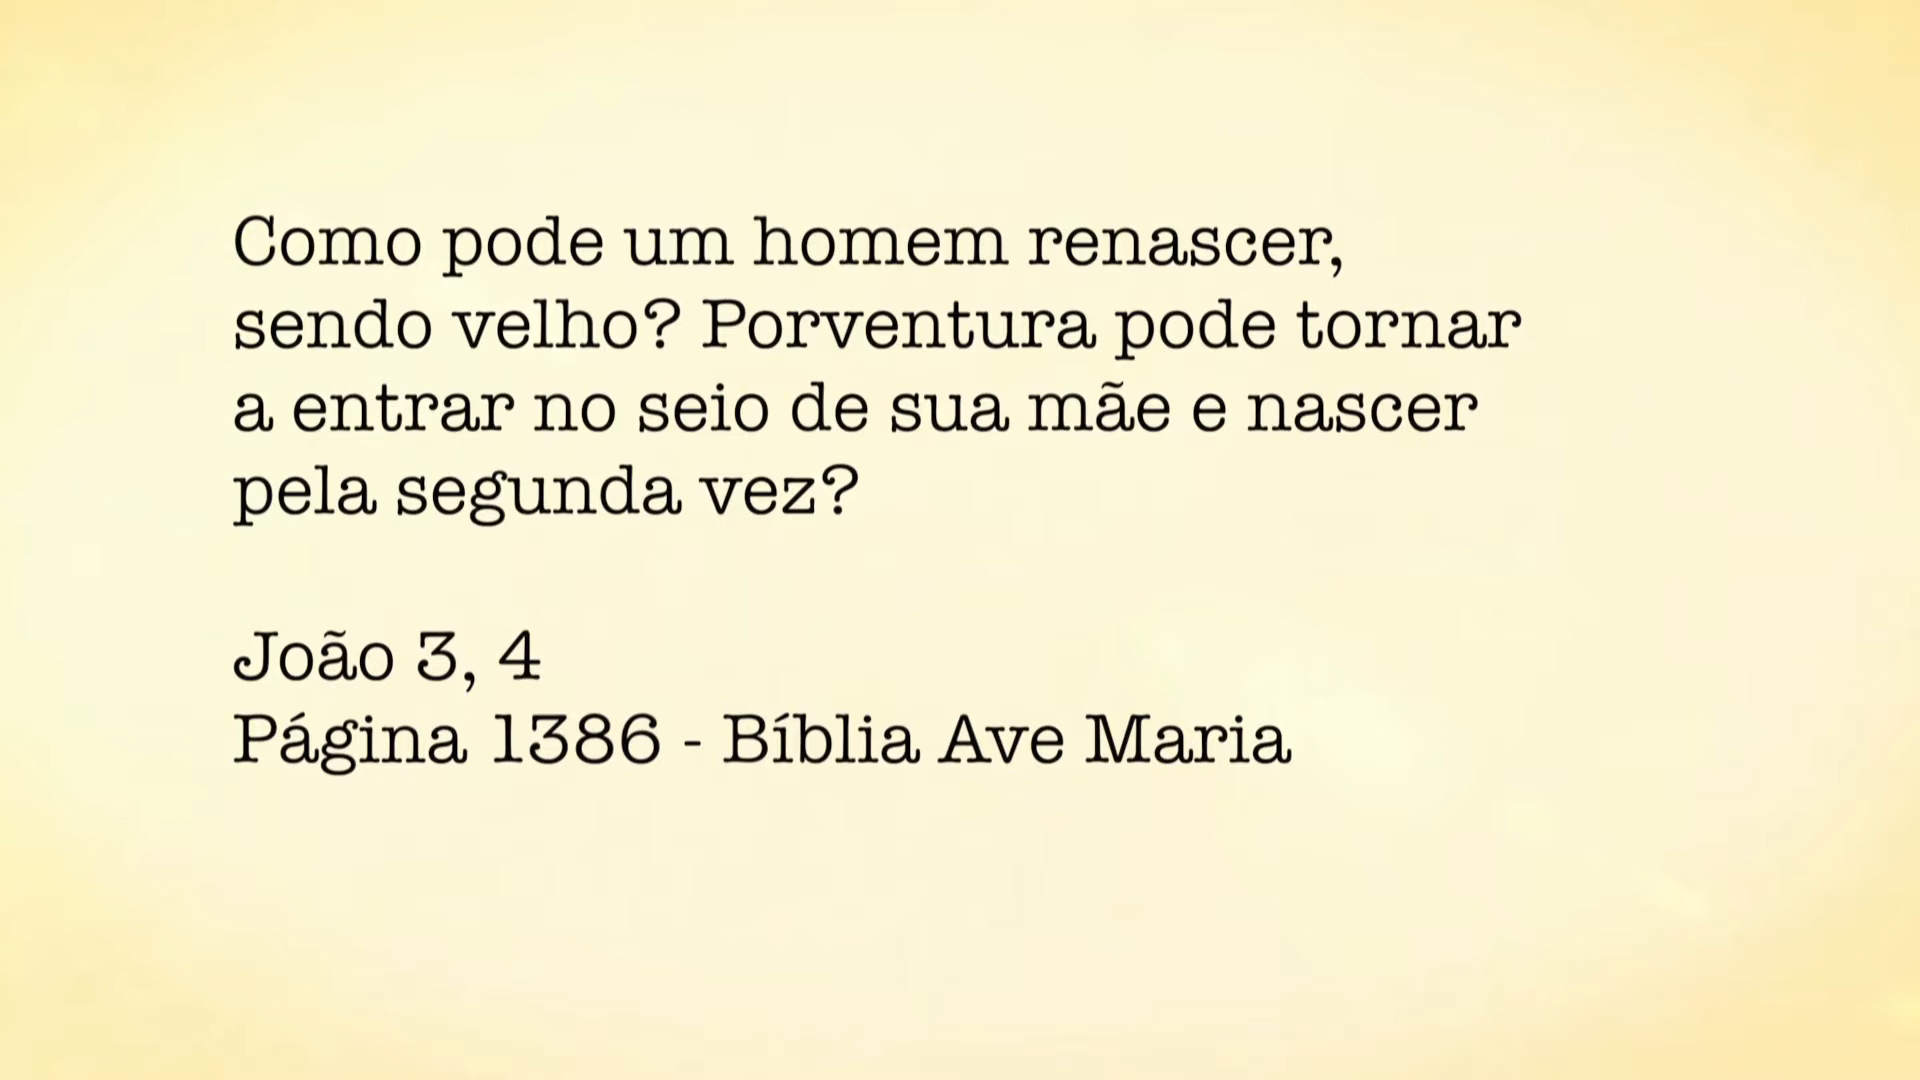 Como pode um homem renascer,
sendo velho? Porventura pode tornar
a entrar no seio de sua mãe e nascer
pela segunda vez?
João 3, 4
Página 1386 - Bíblia Ave Maria